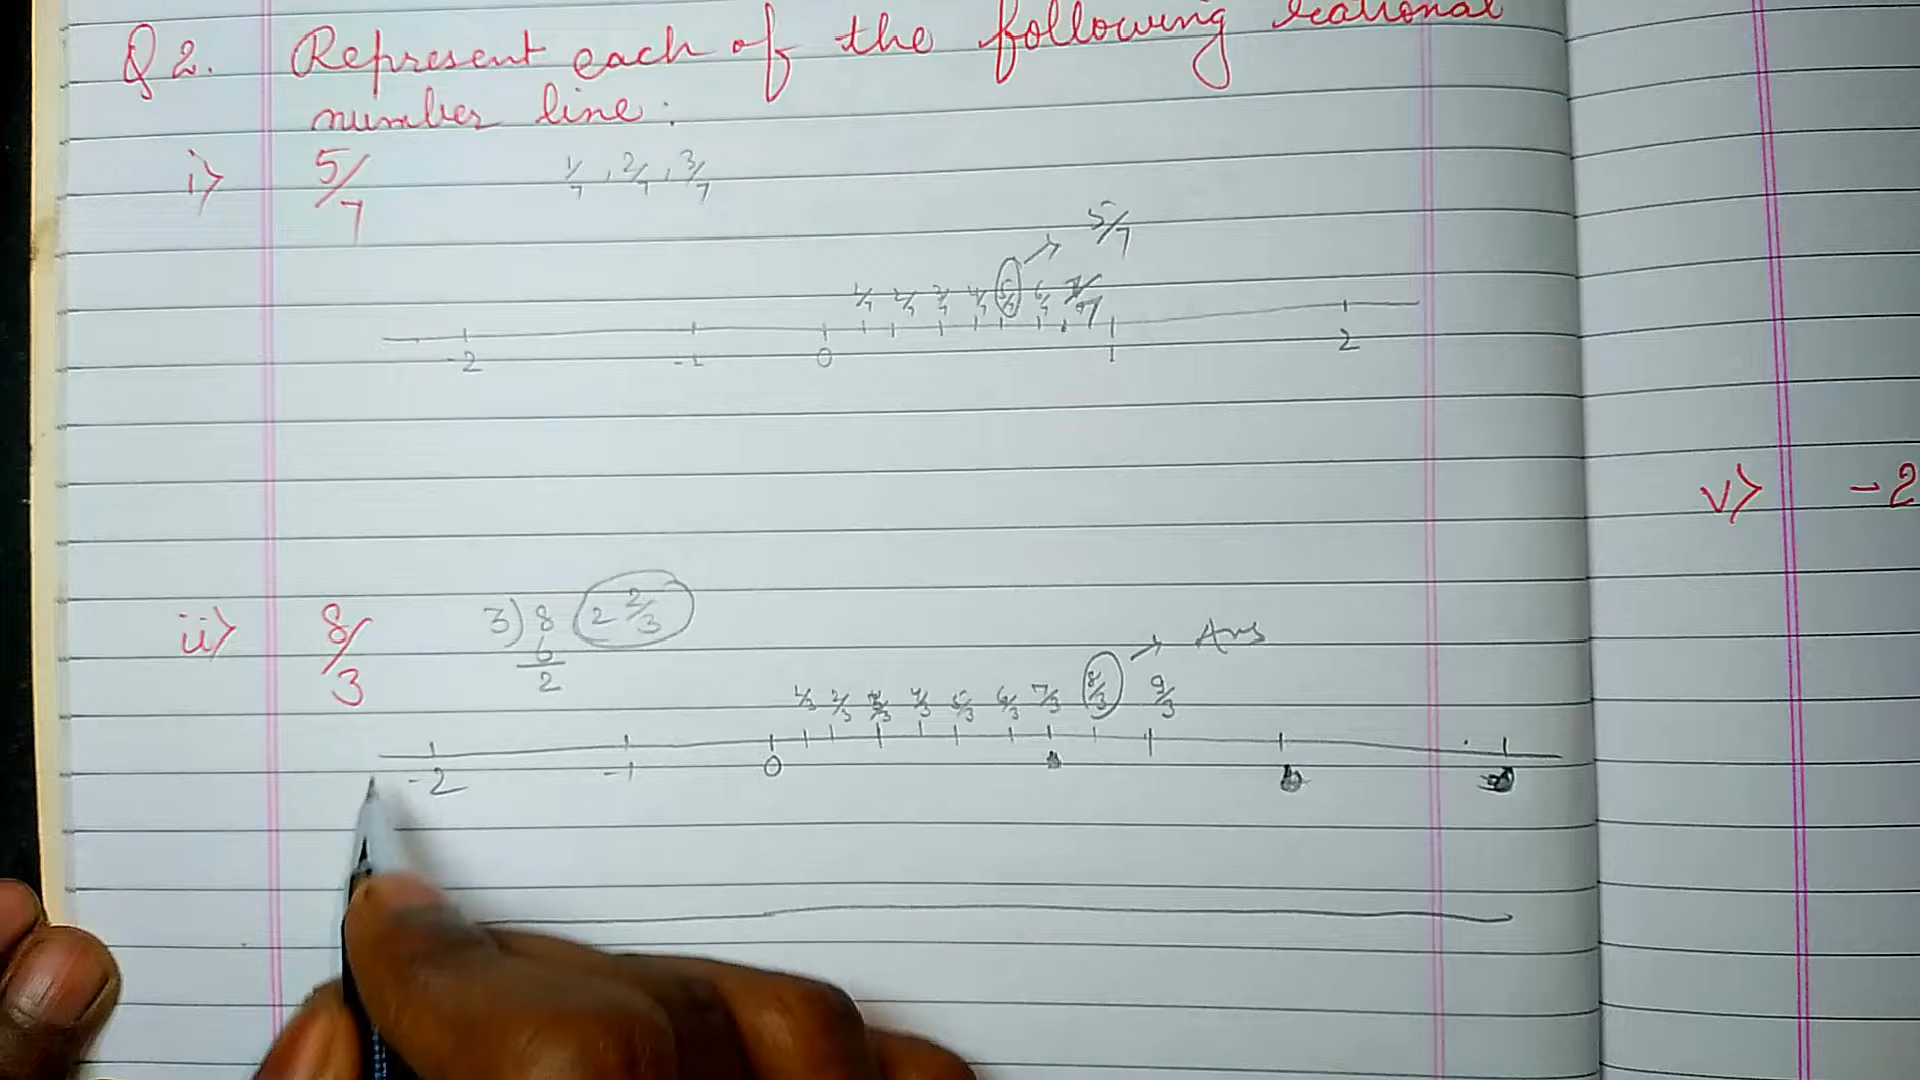 Q2. Represent each of the following rational
number line:
i> 5/7 1/7, 2/7, 3/7
5/7
1/7 2/7 3/7 4/7 5/7 6/7
-2 -1 0 1 2
v> -2
ii> 8/3 3)8 2 2/3
6
2
Ans
1/3 2/3 3/3 4/3 5/3 6/3 7/3 8/3 9/3
-2 -1 0